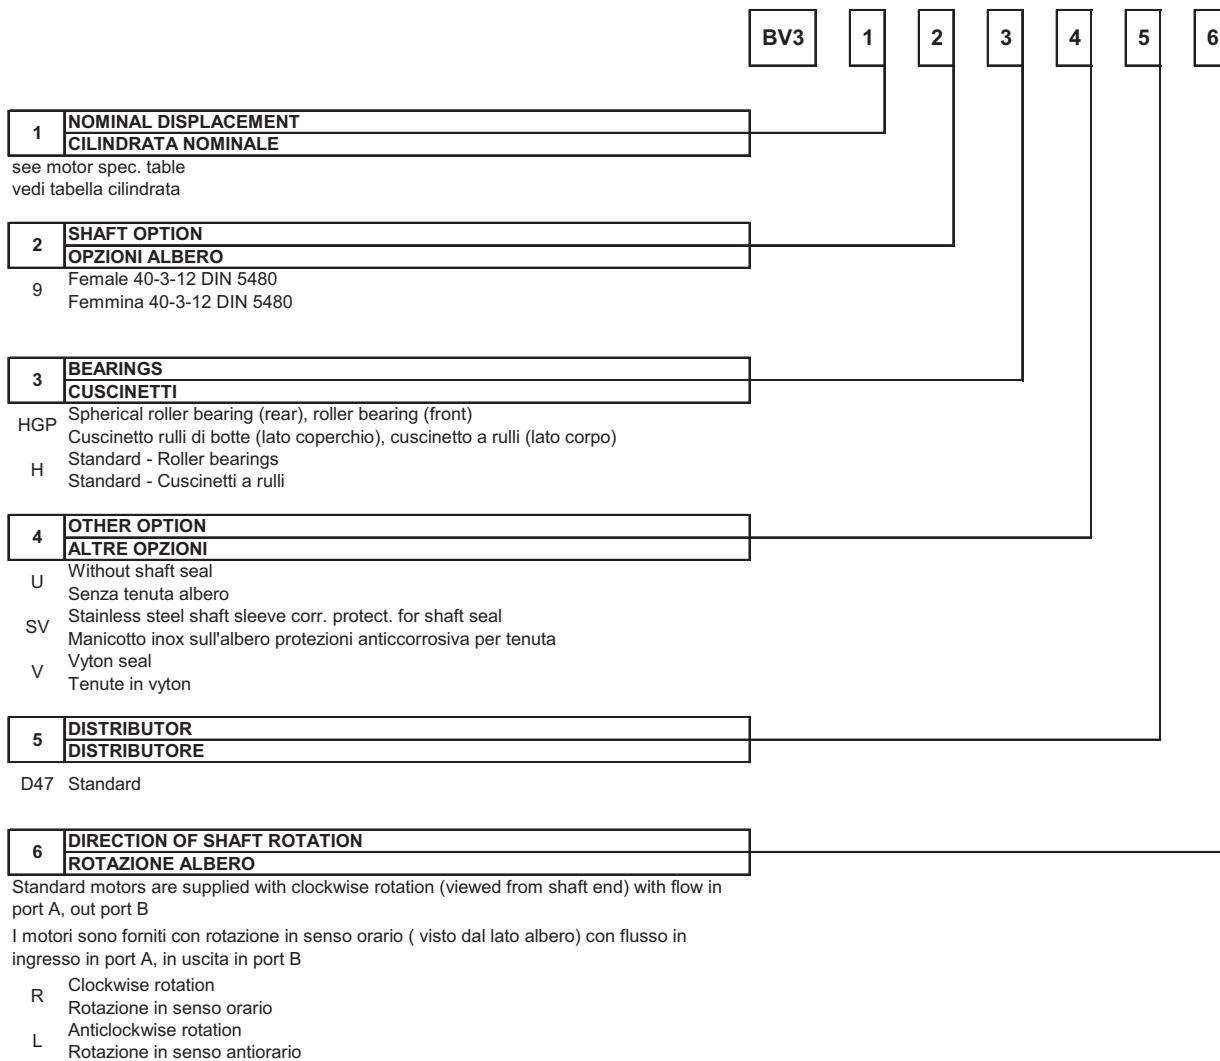 BV3 1 2 3 4 5 6
1 NOMINAL DISPLACEMENT
CILINDRATA NOMINALE
see motor spec. table
vedi tabella cilindrata
2 SHAFT OPTION
OPZIONI ALBERO
9 Female 40-3-12 DIN 5480
Femmina 40-3-12 DIN 5480
3 BEARINGS
CUSCINETTI
HGP Spherical roller bearing (rear), roller bearing (front)
Cuscinetto rulli di botte (lato coperchio), cuscinetto a rulli (lato corpo)
H Standard - Roller bearings
Standard - Cuscinetti a rulli
4 OTHER OPTION
ALTRE OPZIONI
U Without shaft seal
Senza tenuta albero
SV Stainless steel shaft sleeve corr. protect. for shaft seal
Manicotto inox sull'albero protezioni anticcorrosiva per tenuta
V Vyton seal
Tenute in vyton
5 DISTRIBUTOR
DISTRIBUTORE
D47 Standard
6 DIRECTION OF SHAFT ROTATION
ROTAZIONE ALBERO
Standard motors are supplied with clockwise rotation (viewed from shaft end) with flow in
port A, out port B
I motori sono forniti con rotazione in senso orario ( visto dal lato albero) con flusso in
ingresso in port A, in uscita in port B
R Clockwise rotation
Rotazione in senso orario
L Anticlockwise rotation
Rotazione in senso antiorario